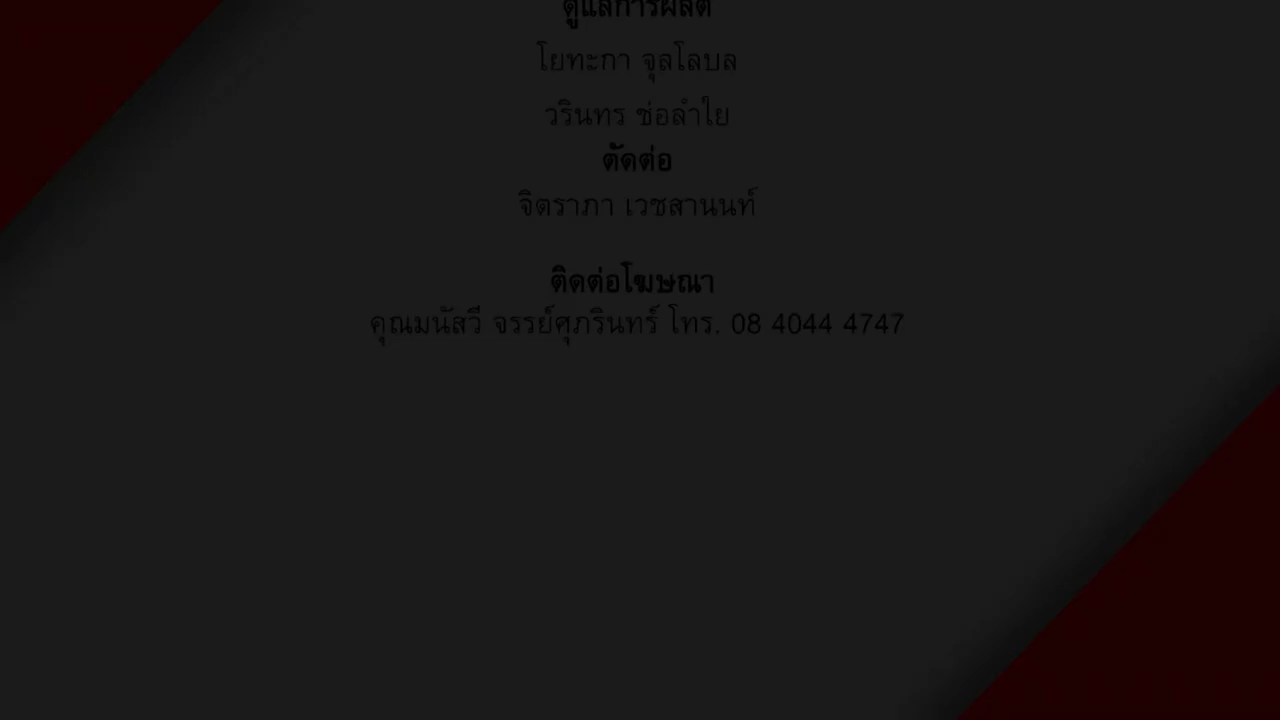 ดูแลการผลิต
โยทะกา จุลโลบล
วรินทร ช่อลำใย
ตัดต่อ
จิตราภา เวชสานนท์
ติดต่อโฆษณา
คุณมนัสวี จรรย์ศุภรินทร์ โทร. 08 4044 4747